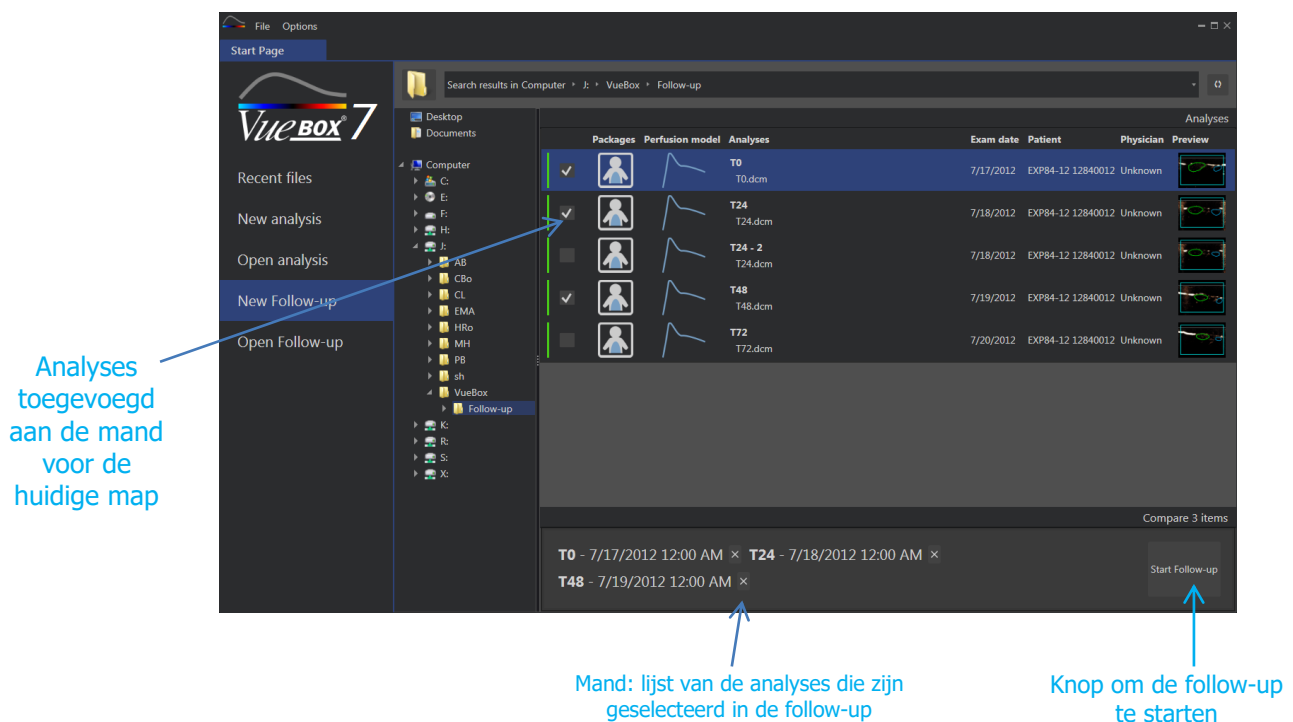 File Options
Start Page
VUEBOX® 7
Recent files
New analysis
Open analysis
New Follow-up
Open Follow-up
Search results in Computer J: VueBox Follow-up
Desktop
Documents
Computer
C:
E:
F:
H:
J:
AB
CBo
CL
EMA
HRo
MH
PB
sh
VueBox
Follow-up
K:
R:
S:
X:
Analyses
Packages Perfusion model Analyses Exam date Patient Physician Preview
T0
T0.dcm
7/17/2012 EXP84-12 12840012 Unknown
T24
T24.dcm
7/18/2012 EXP84-12 12840012 Unknown
T24 - 2
T24.dcm
7/18/2012 EXP84-12 12840012 Unknown
T48
T48.dcm
7/19/2012 EXP84-12 12840012 Unknown
T72
T72.dcm
7/20/2012 EXP84-12 12840012 Unknown
Compare 3 items
T0 - 7/17/2012 12:00 AM × T24 - 7/18/2012 12:00 AM ×
T48 - 7/19/2012 12:00 AM ×
Start Follow-up
Analyses
toegevoegd
aan de mand
voor de
huidige map
Mand: lijst van de analyses die zijn
geselecteerd in de follow-up
Knop om de follow-up
te starten